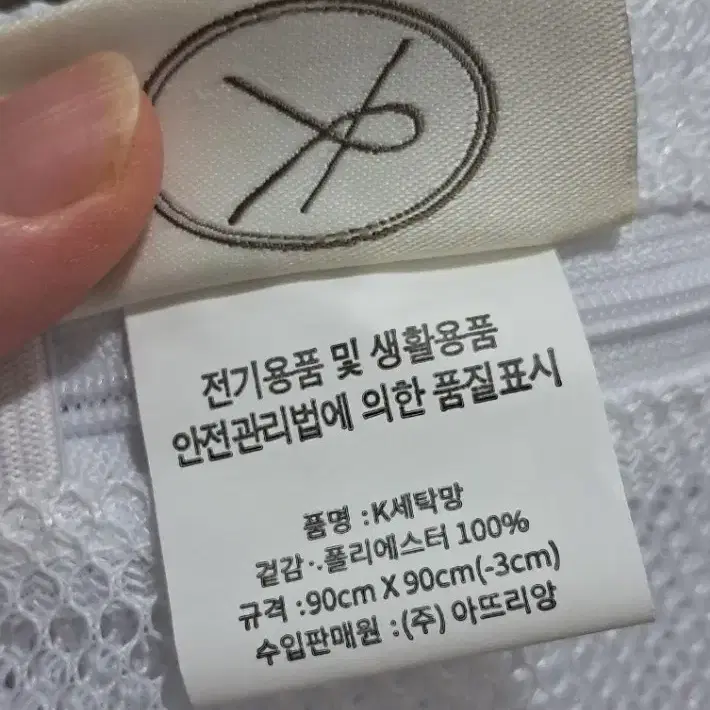 전기용품 및 생활용품
안전관리법에 의한 품질표시
품명 :K세탁망
겉감 :.폴리에스터 100%
규격 :90cm X 90cm(-3cm)
수입판매원 :(주) 아뜨리앙